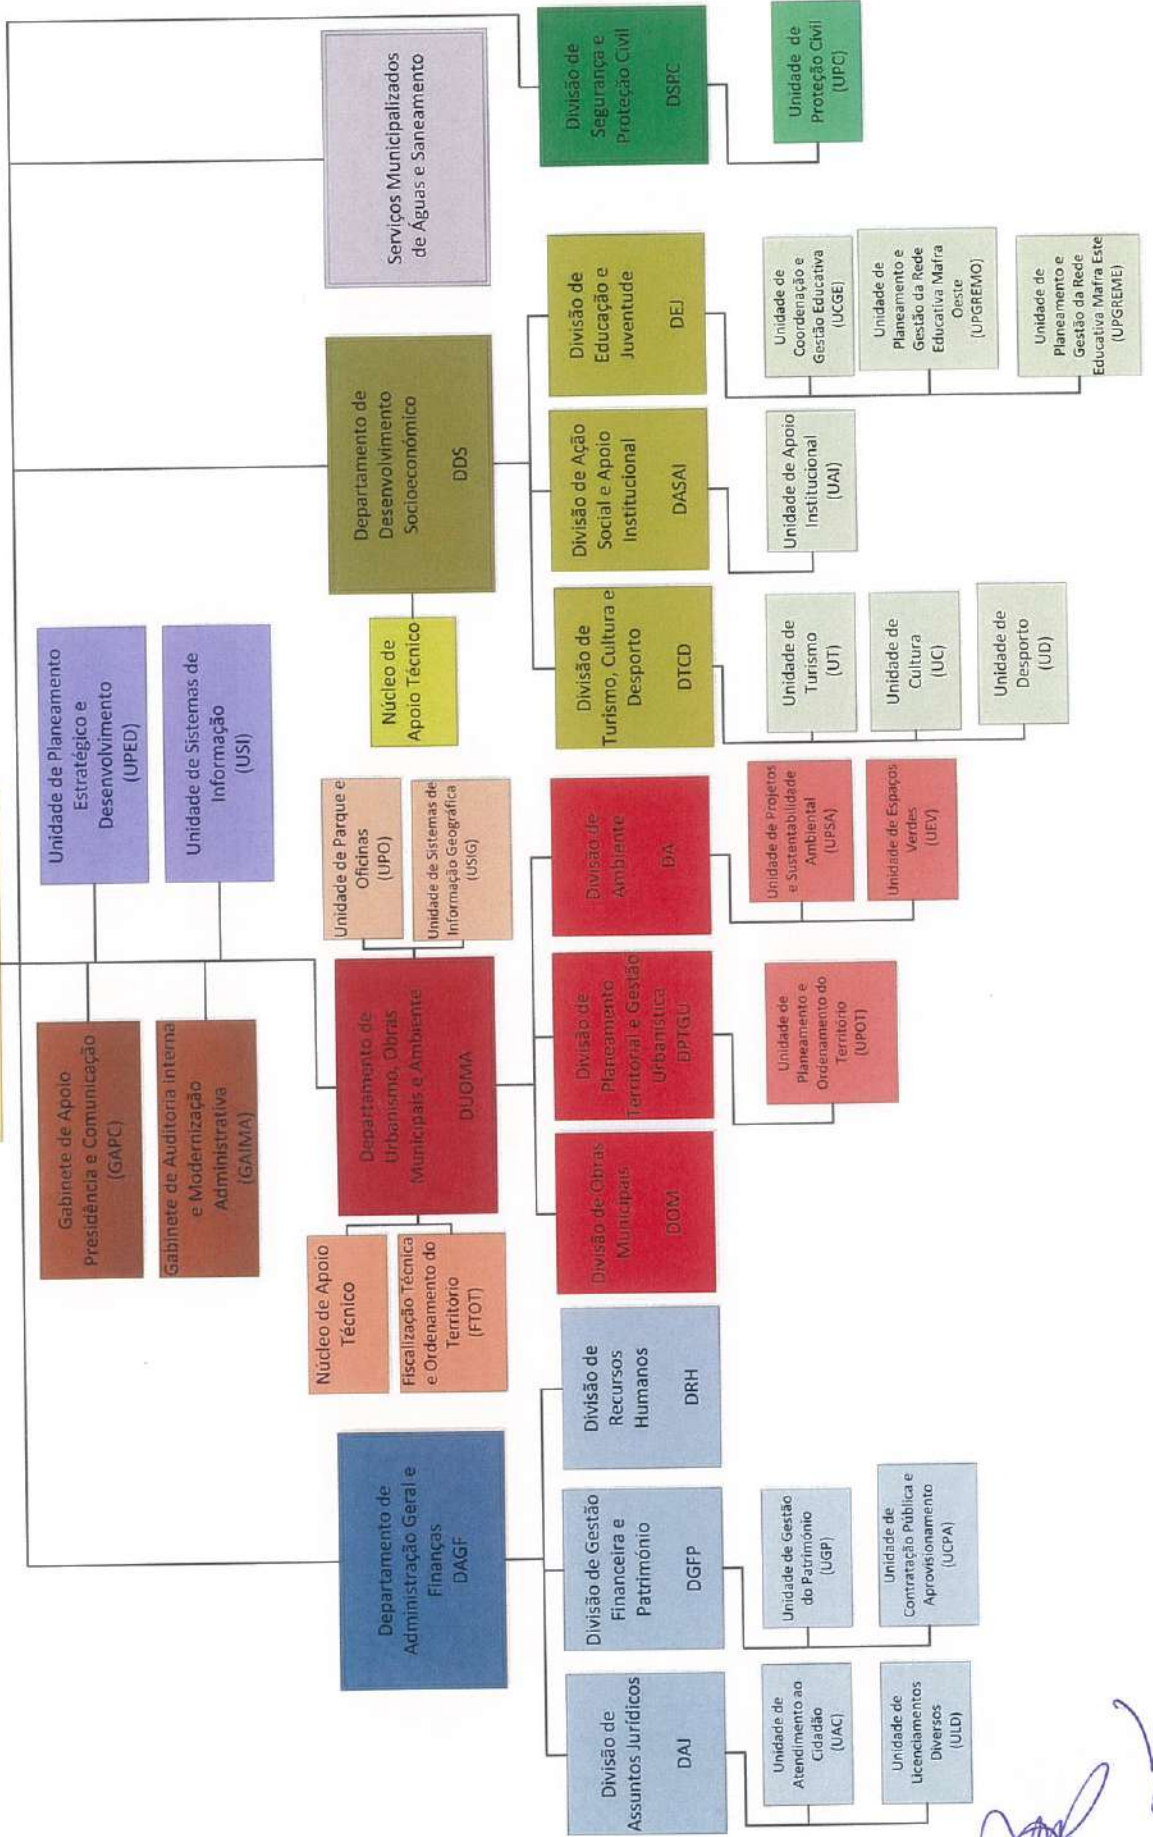 Gabinete de Apoio
Presidência e Comunicação
(GAPC)
Unidade de Planeamento
Estratégico e
Desenvolvimento
(UPED)
Gabinete de Auditoria interna
e Modernização
Administrativa
(GAIMA)
Unidade de Sistemas de
Informação
(USI)
Departamento de
Administração Geral e
Finanças
DAGF
Núcleo de Apoio
Técnico
Fiscalização Técnica
e Ordenamento do
Território
(FTOT)
Departamento de
Urbanismo, Obras
Municipais e Ambiente
DUOMA
Unidade de Parque e
Oficinas
(UPO)
Unidade de Sistemas de
Informação Geográfica
(USIG)
Núcleo de
Apoio Técnico
Departamento de
Desenvolvimento
Socioeconómico
DDS
Serviços Municipalizados
de Águas e Saneamento
Divisão de
Assuntos Jurídicos
DAJ
Divisão de Gestão
Financeira e
Património
DGFP
Divisão de
Recursos
Humanos
DRH
Divisão de Obras
Municipais
DOM
Divisão de
Planeamento
Territorial e Gestão
Urbanística
DPTGU
Divisão de
Ambiente
DA
Divisão de
Turismo, Cultura e
Desporto
DTCD
Divisão de Ação
Social e Apoio
Institucional
DASAI
Divisão de
Educação e
Juventude
DEJ
Divisão de
Segurança e
Proteção Civil
DSPC
Unidade de
Atendimento ao
Cidadão
(UAC)
Unidade de
Licenciamentos
Diversos
(ULD)
Unidade de Gestão
do Património
(UGP)
Unidade de
Contratação Pública e
Aprovisionamento
(UCPA)
Unidade de
Planeamento e
Ordenamento do
Território
(UPOT)
Unidade de Projetos
e Sustentabilidade
Ambiental
(UPSA)
Unidade de Espaços
Verdes
(UEV)
Unidade de
Turismo
(UT)
Unidade de
Cultura
(UC)
Unidade de
Desporto
(UD)
Unidade de Apoio
Institucional
(UAI)
Unidade de
Coordenação e
Gestão Educativa
(UCGE)
Unidade de
Planeamento e
Gestão da Rede
Educativa Mafra
Oeste
(UPGREMO)
Unidade de
Planeamento e
Gestão da Rede
Educativa Mafra Este
(UPGREME)
Unidade de
Proteção Civil
(UPC)